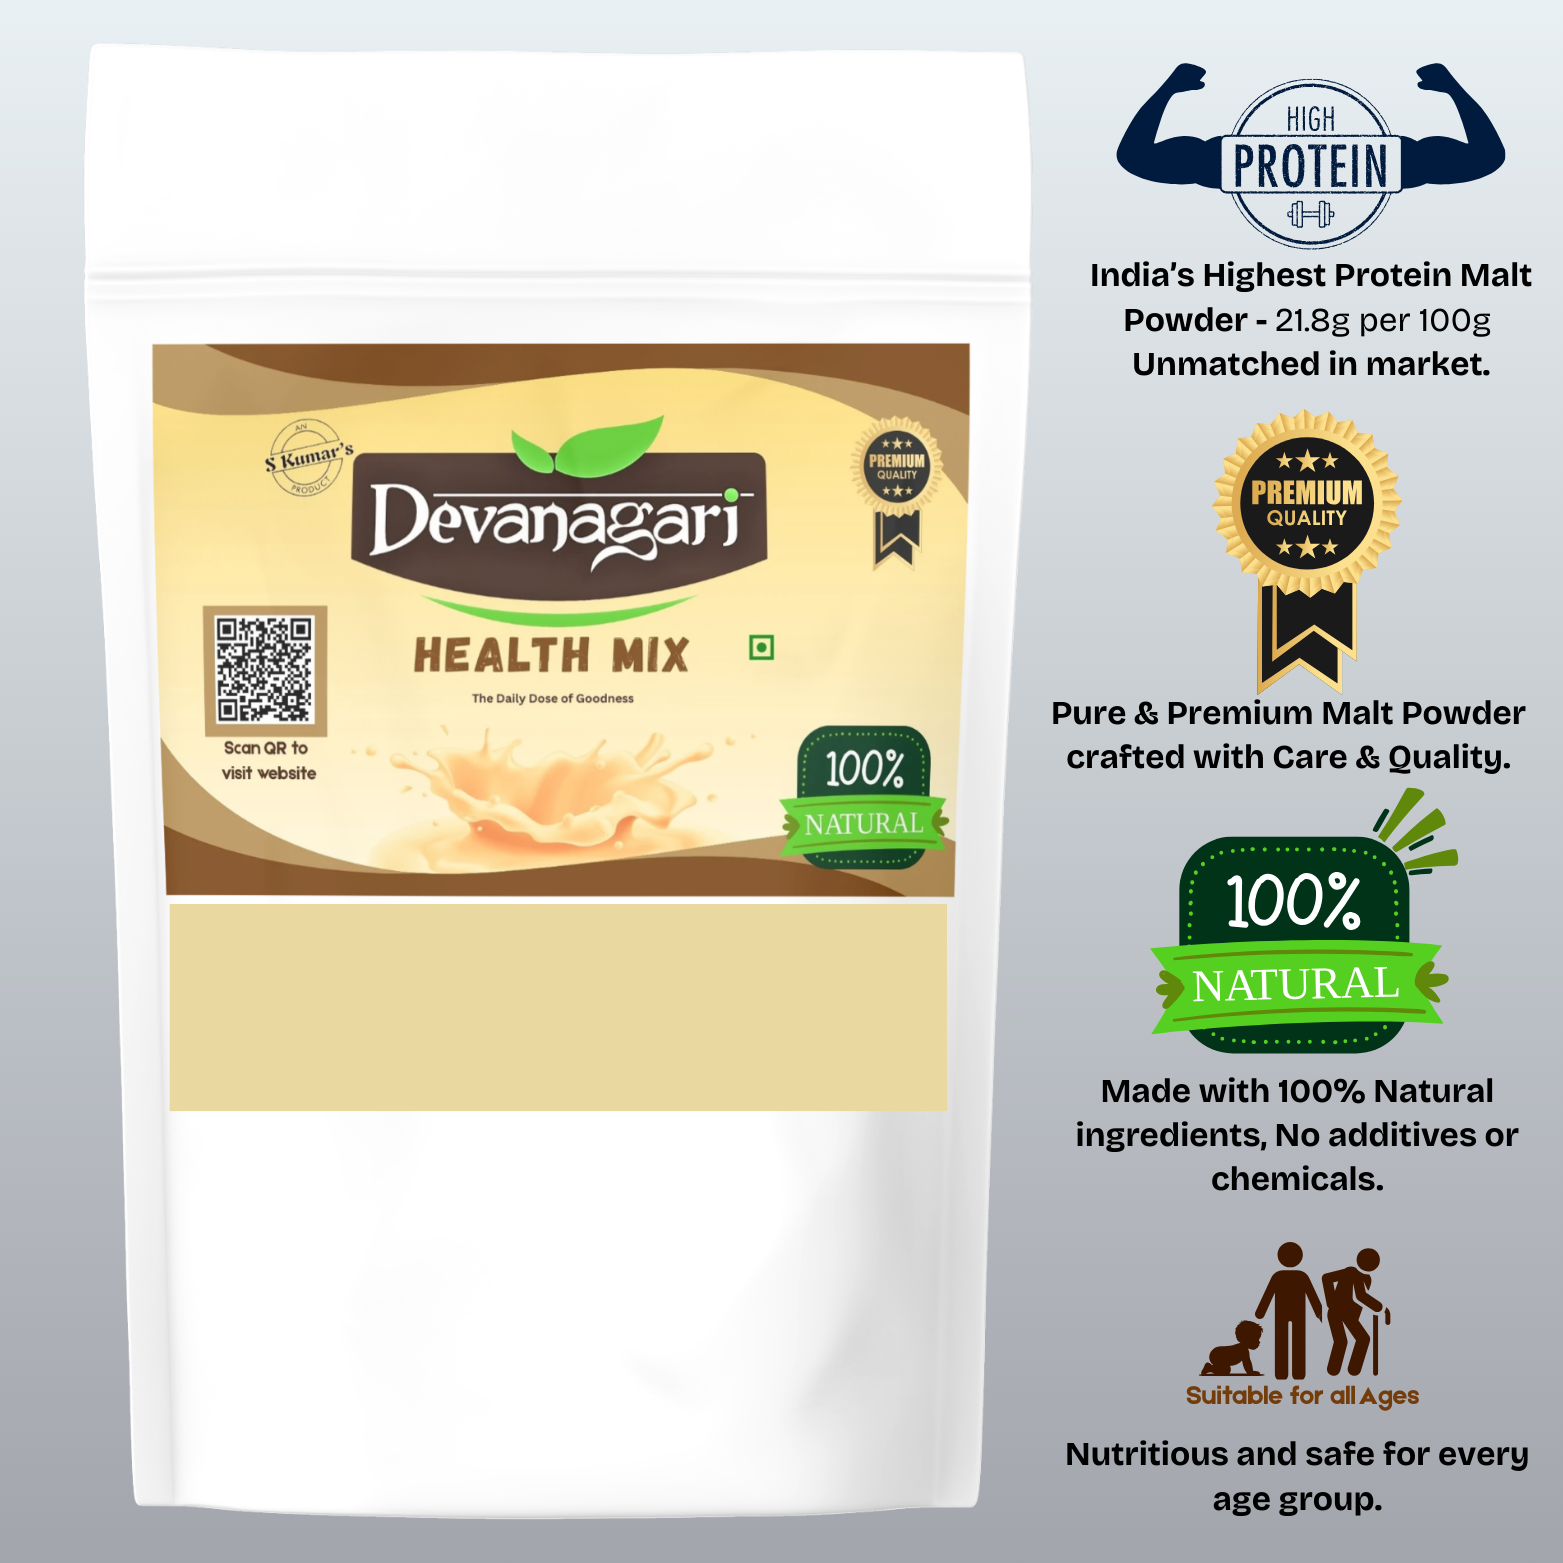 AN
S Kumar's
PRODUCT
Devanagari
PREMIUM
QUALITY
HEALTH MIX
The Daily Dose of Goodness
Scan QR to
visit website
100%
NATURAL
HIGH
PROTEIN
India's Highest Protein Malt
Powder - 21.8g per 100g
Unmatched in market.
PREMIUM
QUALITY
Pure & Premium Malt Powder
crafted with Care & Quality.
100%
NATURAL
Made with 100% Natural
ingredients, No additives or
chemicals.
Suitable for all Ages
Nutritious and safe for every
age group.